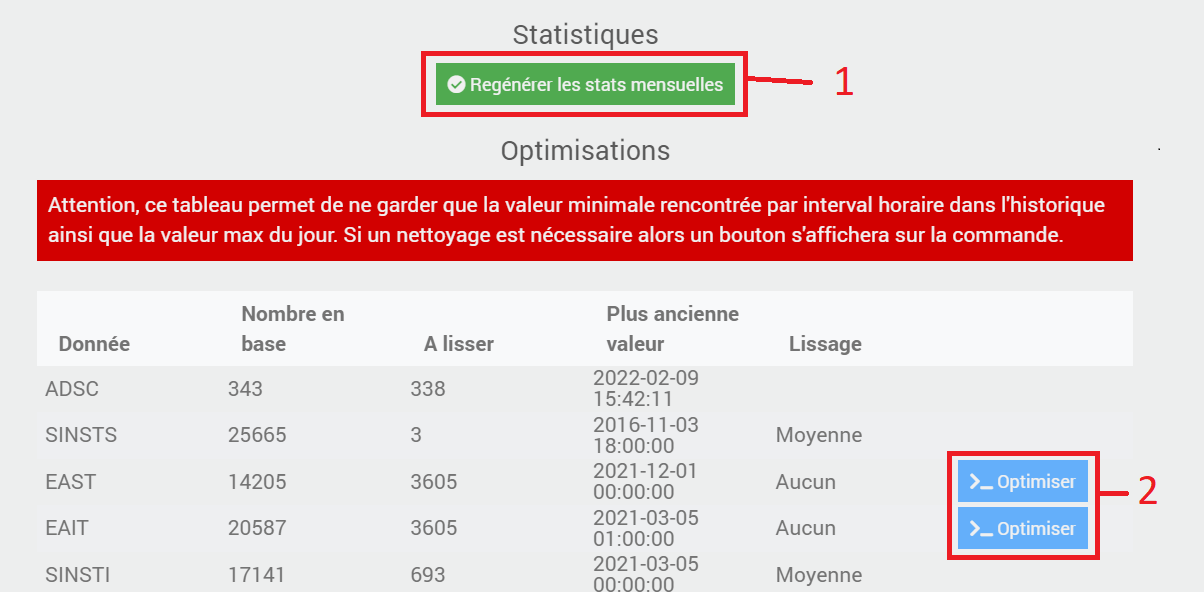 Statistiques
Regénérer les stats mensuelles
1
Optimisations
Attention, ce tableau permet de ne garder que la valeur minimale rencontrée par interval horaire dans l'historique
ainsi que la valeur max du jour. Si un nettoyage est nécessaire alors un bouton s'affichera sur la commande.
Donnée Nombre en base A lisser Plus ancienne valeur Lissage
ADSC 343 338 2022-02-09 15:42:11
SINSTS 25665 3 2016-11-03 18:00:00 Moyenne
EAST 14205 3605 2021-12-01 00:00:00 Aucun Optimiser
2
EAIT 20587 3605 2021-03-05 01:00:00 Aucun Optimiser
SINSTI 17141 693 2021-03-05 00:00:00 Moyenne